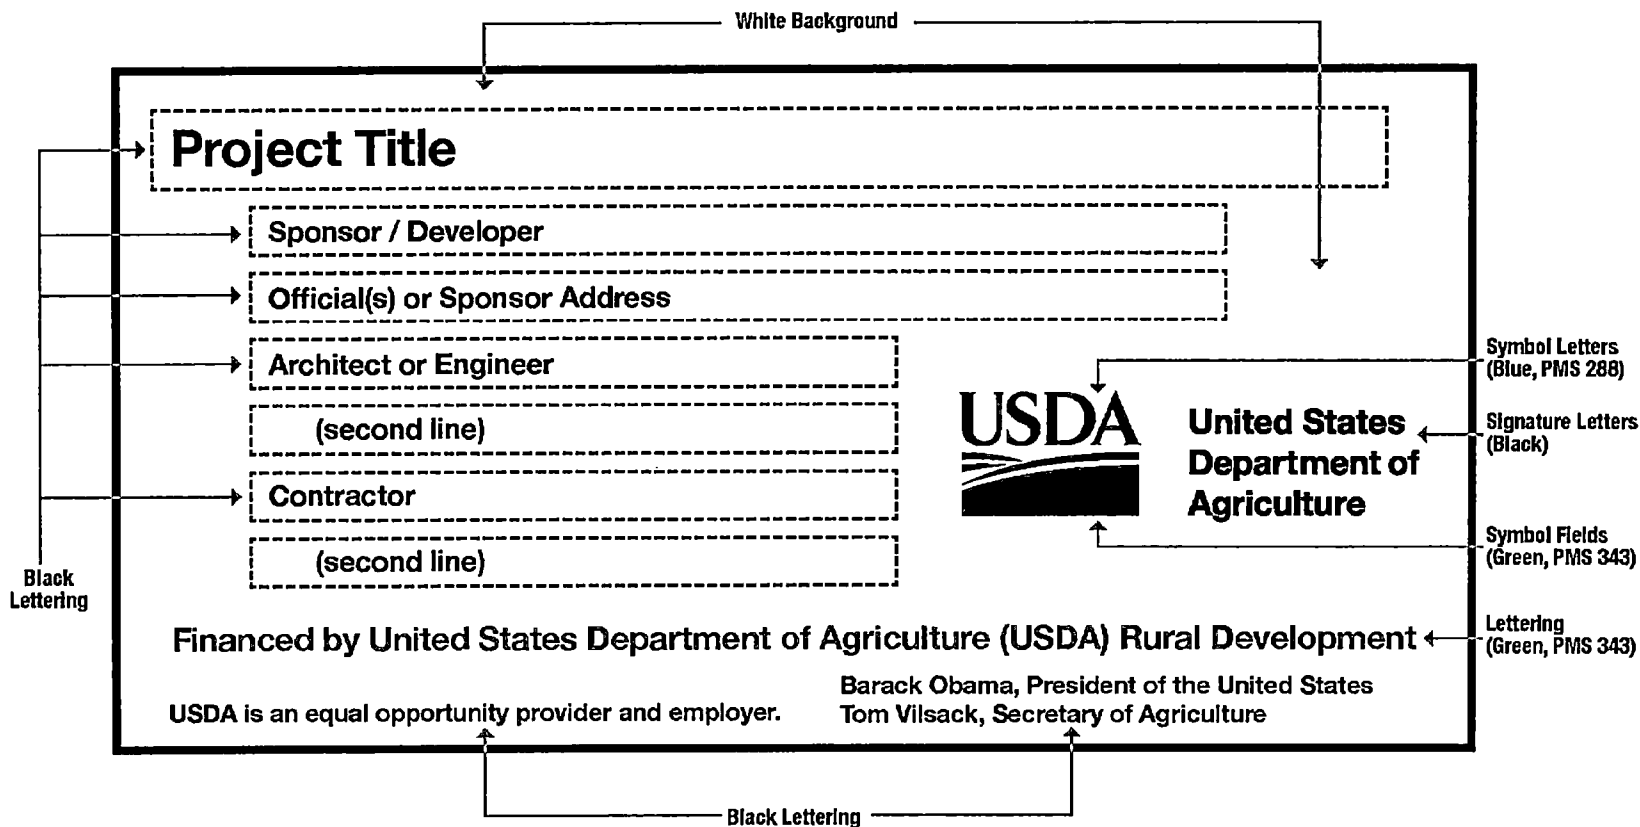 White Background
Project Title
Sponsor / Developer
Official(s) or Sponsor Address
Architect or Engineer
(second line)
Contractor
(second line)
Black
Lettering
USDA
United States
Department of
Agriculture
Symbol Letters
(Blue, PMS 288)
Signature Letters
(Black)
Symbol Fields
(Green, PMS 343)
Lettering
(Green, PMS 343)
Financed by United States Department of Agriculture (USDA) Rural Development
USDA is an equal opportunity provider and employer.
Barack Obama, President of the United States
Tom Vilsack, Secretary of Agriculture
Black Lettering